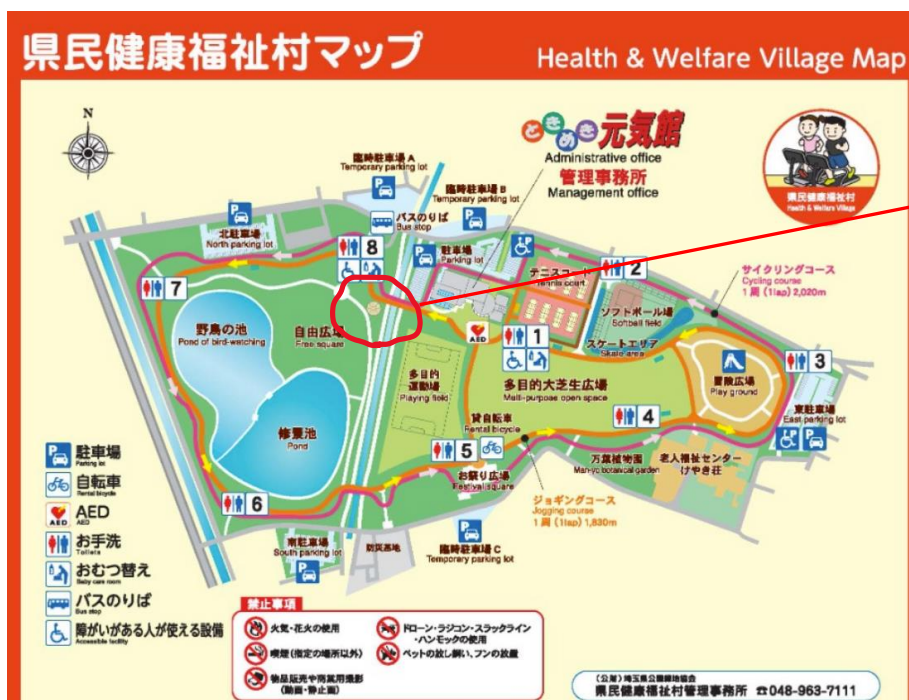 県民健康福祉村マップ
Health & Welfare Village Map
N
ときめき元気館
Administrative office
管理事務所
Management office
県民健康福祉村
Health & Welfare Village
臨時駐車場A
Temporary parking lot
臨時駐車場B
Temporary parking lot
バスのりば
Bus stop
北駐車場
North parking lot
8
駐車場
Parking lot
テニスコート
Tennis court
2
サイクリングコース
Cycling course
1周 (1lap) 2,020m
7
野鳥の池
Pond of bird-watching
自由広場
Free square
ソフトボール場
Softball field
スケートエリア
Skate area
AED
1
3
冒険広場
Play ground
多目的
運動場
Playing field
多目的大芝生広場
Malti-purpose open space
東駐車場
East parking lot
貸自転車
Rental bicycle
4
修景池
Pond
5
万葉植物園
Man-yo botanical garden
老人福祉センター
けやき荘
お祭り広場
Festival square
ジョギングコース
Jogging course
1周 (1lap) 1,830m
6
南駐車場
South parking lot
防災基地
臨時駐車場C
Temporary parking lot
駐車場
Parking lot
自転車
Rental bicycle
AED
AED
お手洗
Toilets
おむつ替え
Baby care room
バスのりば
Bus stop
障がいがある人が使える設備
Accessible facility
禁止事項
火気・花火の使用
ドローン・ラジコン・スラックライン
・ハンモックの使用
喫煙(指定の場所以外)
ペットの放し飼い、フンの放置
物品販売や商業用撮影
(動画・静止画)
(公財)埼玉県公園緑地協会
県民健康福祉村管理事務所 ☎048-963-7111